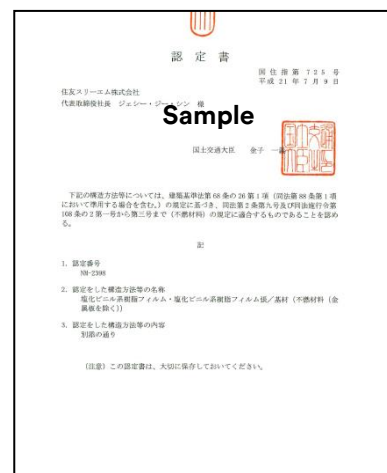 認定書
国住指第725号
平成21年7月9日
住友スリーエム株式会社
代表取締役社長 ジェシー・ジー・シン 様
Sample
国土交通大臣 金子 一義
下記の構造方法等については、建築基準法第68条の26第1項(同法第88条第1項
において準用する場合を含む。)の規定に基づき、同法第2条第九号及び同法施行令第
108条の2第一号から第三号まで(不燃材料)の規定に適合するものであることを認め
る。
記
1.認定番号
NM-2398
2.認定をした構造方法等の名称
塩化ビニル系樹脂フィルム・塩化ビニル系樹脂フィルム張/基材(不燃材料(金
属板を除く))
3.認定をした構造方法等の内容
別添の通り
(注意)この認定書は、大切に保存しておいてください。